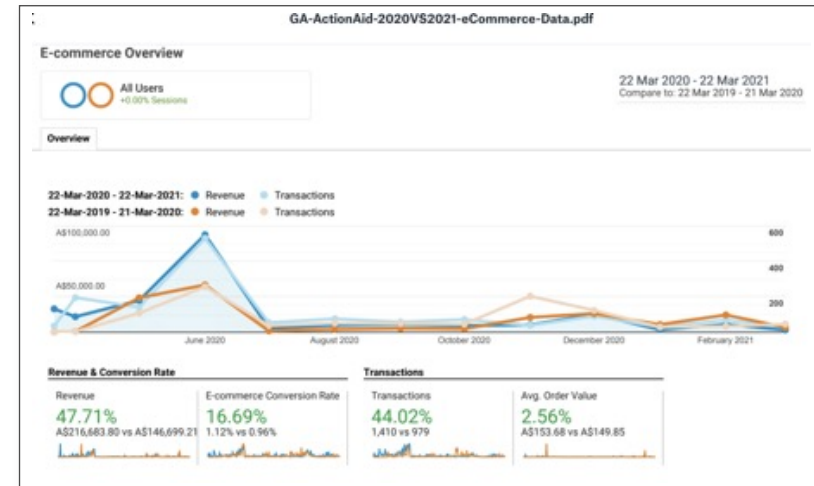 GA-ActionAid-2020VS2021-eCommerce-Data.pdf
E-commerce Overview
All Users
+0.00% Sessions
22 Mar 2020 - 22 Mar 2021
Compare to: 22 Mar 2019 - 21 Mar 2020
Overview
22-Mar-2020 - 22-Mar-2021: Revenue Transactions
22-Mar-2019 - 21-Mar-2020: Revenue Transactions
A$100,000.00 600
400
A$50,000.00
200
June 2020 August 2020 October 2020 December 2020 February 2021
Revenue & Conversion Rate Transactions
Revenue E-commerce Conversion Rate Transactions Avg. Order Value
47.71% 16.69% 44.02% 2.56%
A$216,683.80 vs A$146,699.21 1.12% vs 0.96% 1,410 vs 979 A$153.68 vs A$149.85